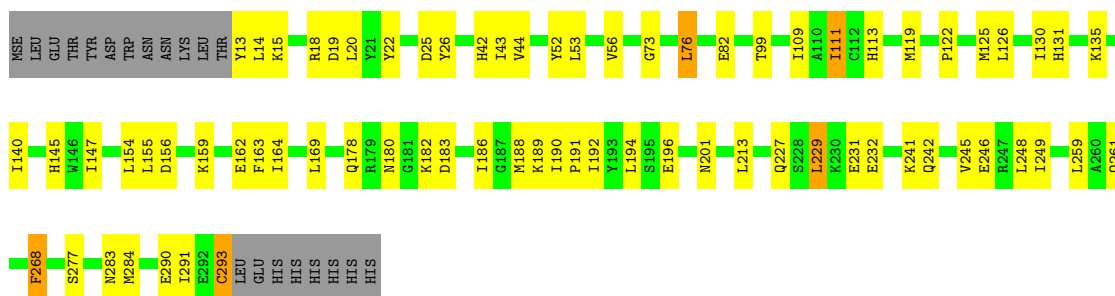 MSE LEU GLU THR TYR ASP TRP ASN ASN LYS LEU THR Y13 L14 K15 R18 D19 L20 Y21 Y22 D25 Y26 H42 I43 V44 Y52 L53 V56 G73 L76 E82 T99 I109 A110 I111 C112 H113 M119 P122 M125 L126 I130 H131 K135
I140 H145 W146 I147 L154 L155 D156 K159 E162 F163 I164 L169 Q178 R179 N180 G181 K182 D183 I186 G187 M188 K189 I190 P191 I192 Y193 L194 S195 E196 N201 L213 Q227 S228 L229 K230 E231 E232 K241 Q242 V245 E246 R247 L248 I249 L259 A260
F268 S277 N283 M284 E290 I291 E292 C293 LEU GLU HIS HIS HIS HIS HIS HIS